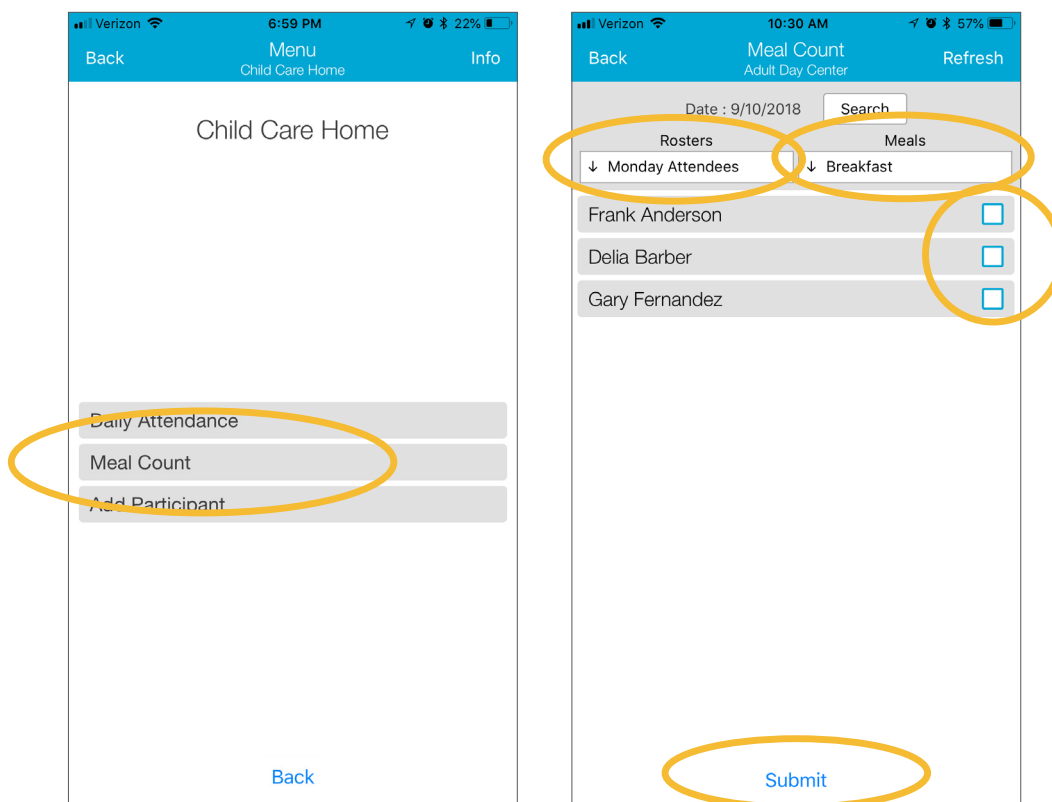 Verizon 6:59 PM 22%
Back Menu Info
Child Care Home
Child Care Home
Daily Attendance
Meal Count
Add Participant
Back
Verizon 10:30 AM 57%
Back Meal Count Refresh
Adult Day Center
Date : 9/10/2018 Search
Rosters Meals
↓ Monday Attendees ↓ Breakfast
Frank Anderson
Delia Barber
Gary Fernandez
Submit